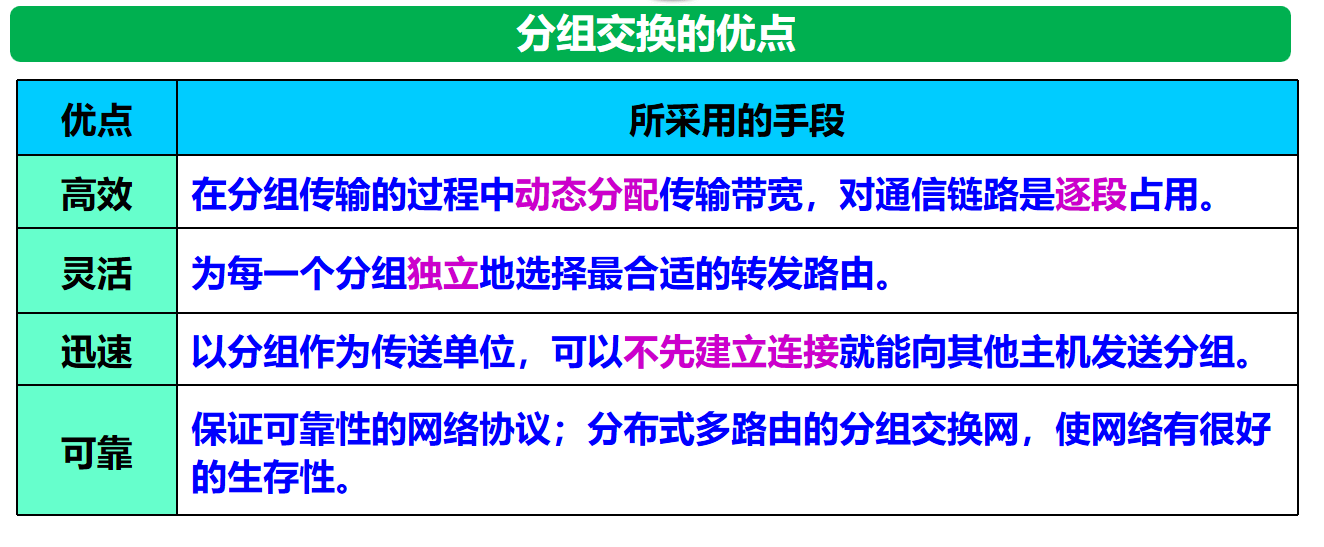 分组交换的优点
优点
所采用的手段
高效
在分组传输的过程中动态分配传输带宽，对通信链路是逐段占用。
灵活
为每一个分组独立地选择最合适的转发路由。
迅速
以分组作为传送单位，可以不先建立连接就能向其他主机发送分组。
可靠
保证可靠性的网络协议；分布式多路由的分组交换网，使网络有很好
的生存性。